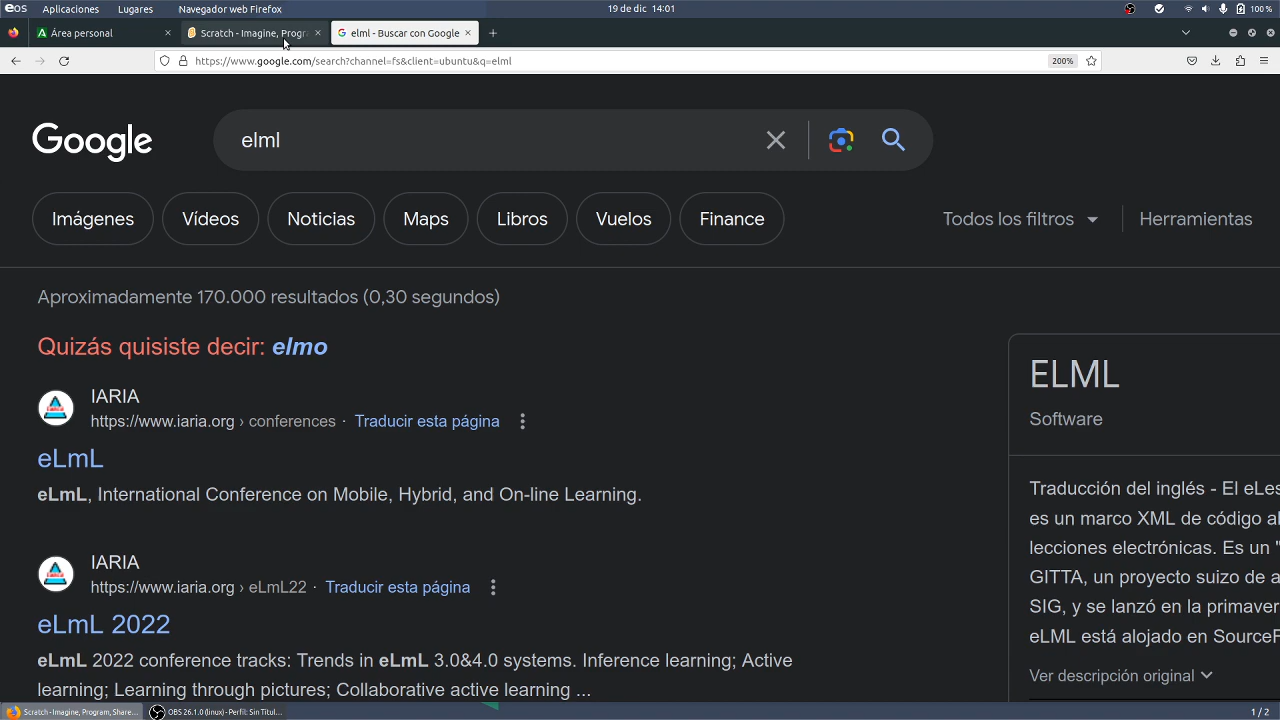 eos Aplicaciones Lugares Navegador web Firefox 19 de dic 14:01 100 %
Área personal Scratch - Imagine, Progr elml - Buscar con Google
https://www.google.com/search?channel=fs&client=ubuntu&q=elml 200%
Google elml
Imágenes Vídeos Noticias Maps Libros Vuelos Finance Todos los filtros Herramientas
Aproximadamente 170.000 resultados (0,30 segundos)
Quizás quisiste decir: elmo
IARIA
https://www.iaria.org › conferences · Traducir esta página
eLmL
eLmL, International Conference on Mobile, Hybrid, and On-line Learning.
IARIA
https://www.iaria.org › eLmL22 · Traducir esta página
eLmL 2022
eLmL 2022 conference tracks: Trends in eLmL 3.0&4.0 systems. Inference learning; Active
learning; Learning through pictures; Collaborative active learning ...
ELML
Software
Traducción del inglés - El eLes
es un marco XML de código al
lecciones electrónicas. Es un "
GITTA, un proyecto suizo de a
SIG, y se lanzó en la primaver
eLML está alojado en SourceF
Ver descripción original
Scratch - Imagine, Program, Share... OBS 26.1.0 (linux) - Perfil: Sin Títul... 1 / 2